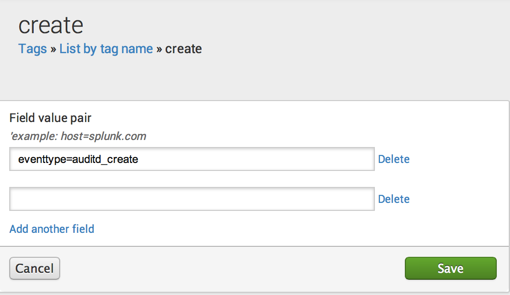 create
Tags » List by tag name » create
Field value pair
'example: host=splunk.com
eventtype=auditd_create
Delete
Delete
Add another field
Cancel
Save